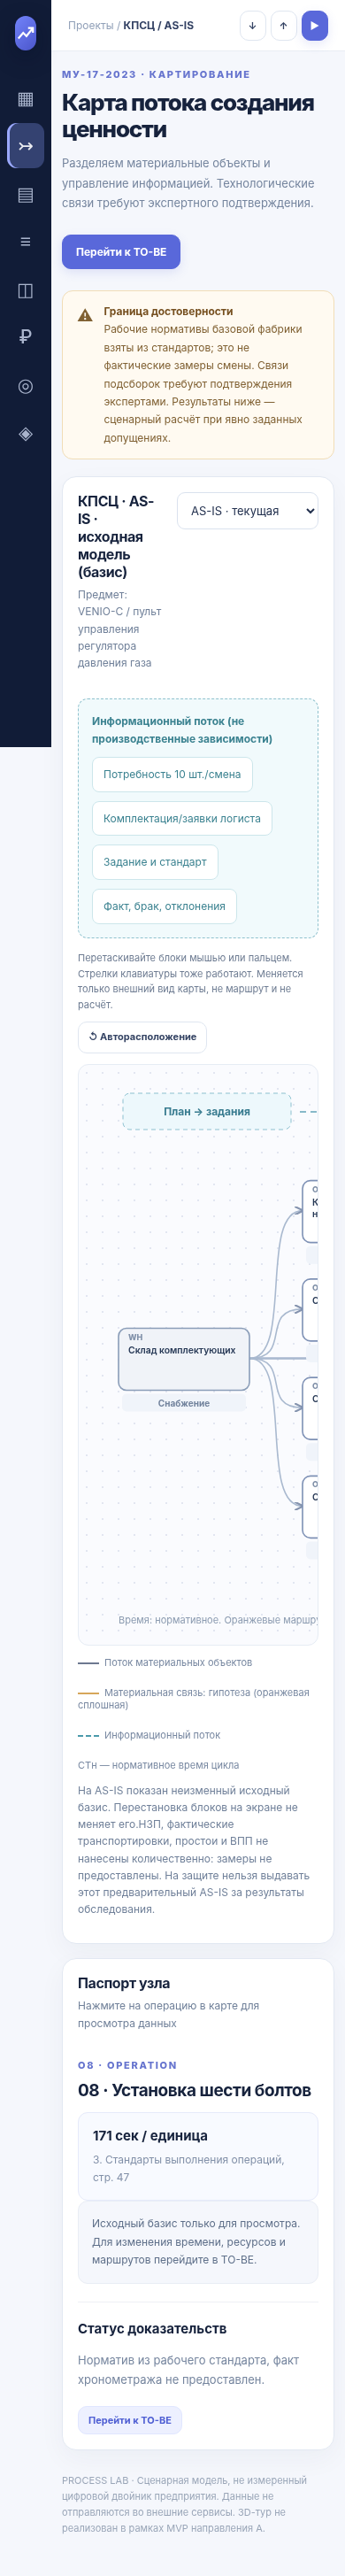 Проекты / КПСЦ / AS-IS
МУ-17-2023 · КАРТИРОВАНИЕ
Карта потока создания
ценности
Разделяем материальные объекты и
управление информацией. Технологические
связи требуют экспертного подтверждения.
Перейти к TO-BE
Граница достоверности
Рабочие нормативы базовой фабрики
взяты из стандартов; это не
фактические замеры смены. Связи
подсборок требуют подтверждения
экспертами. Результаты ниже —
сценарный расчёт при явно заданных
допущениях.
КПСЦ · AS-
IS ·
исходная
модель
(базис)
AS-IS · текущая
Предмет:
VENIO-C / пульт
управления
регулятора
давления газа
Информационный поток (не
производственные зависимости)
Потребность 10 шт./смена
Комплектация/заявки логиста
Задание и стандарт
Факт, брак, отклонения
Перетаскивайте блоки мышью или пальцем.
Стрелки клавиатуры тоже работают. Меняется
только внешний вид карты, не маршрут и не
расчёт.
Авторасположение
План → задания
WH
Склад комплектующих
Снабжение
Время: нормативное. Оранжевые
Поток материальных объектов
Материальная связь: гипотеза (оранжевая
сплошная)
Информационный поток
СТн — нормативное время цикла
На AS-IS показан неизменный исходный
базис. Перестановка блоков на экране не
меняет его.НЗП, фактические
транспортировки, простои и ВПП не
нанесены количественно: замеры не
предоставлены. На защите нельзя выдавать
этот предварительный AS-IS за результаты
обследования.
Паспорт узла
Нажмите на операцию в карте для
просмотра данных
O8 · OPERATION
08 · Установка шести болтов
171 сек / единица
3. Стандарты выполнения операций,
стр. 47
Исходный базис только для просмотра.
Для изменения времени, ресурсов и
маршрутов перейдите в TO-BE.
Статус доказательств
Норматив из рабочего стандарта, факт
хронометража не предоставлен.
Перейти к TO-BE
PROCESS LAB · Сценарная модель, не измеренный
цифровой двойник предприятия. Данные не
отправляются во внешние сервисы. 3D-тур не
реализован в рамках MVP направления А.